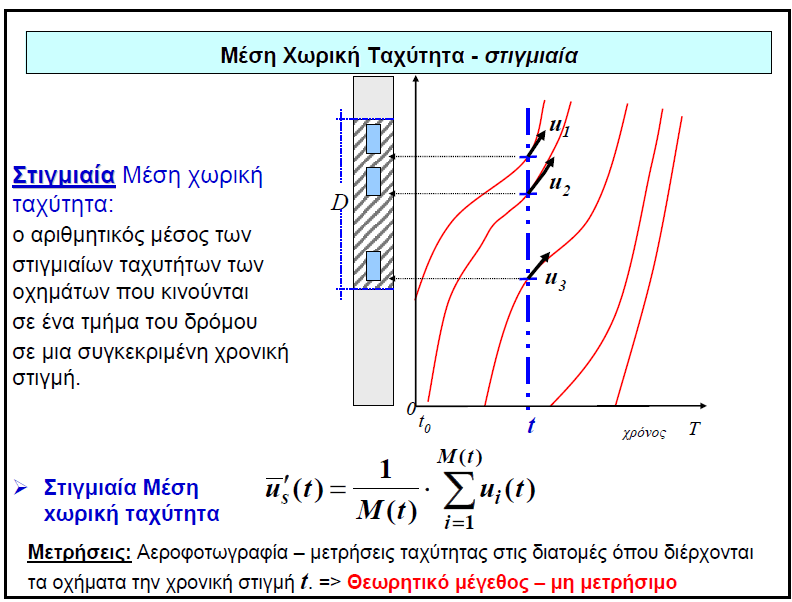 Μέση Χωρική Ταχύτητα - στιγμιαία
Στιγμιαία Μέση χωρική
ταχύτητα:
ο αριθμητικός μέσος των
στιγμιαίων ταχυτήτων των
οχημάτων που κινούνται
σε ένα τμήμα του δρόμου
σε μια συγκεκριμένη χρονική
στιγμή.
D
u1
u2
u3
0
t0
t
χρόνος T
➢ Στιγμιαία Μέση
χωρική ταχύτητα
u̅s′(t) = 1/M(t) · ∑_{i=1}^{M(t)} ui(t)
Μετρήσεις: Αεροφωτογραφία – μετρήσεις ταχύτητας στις διατομές όπου διέρχονται
τα οχήματα την χρονική στιγμή t. => Θεωρητικό μέγεθος – μη μετρήσιμο